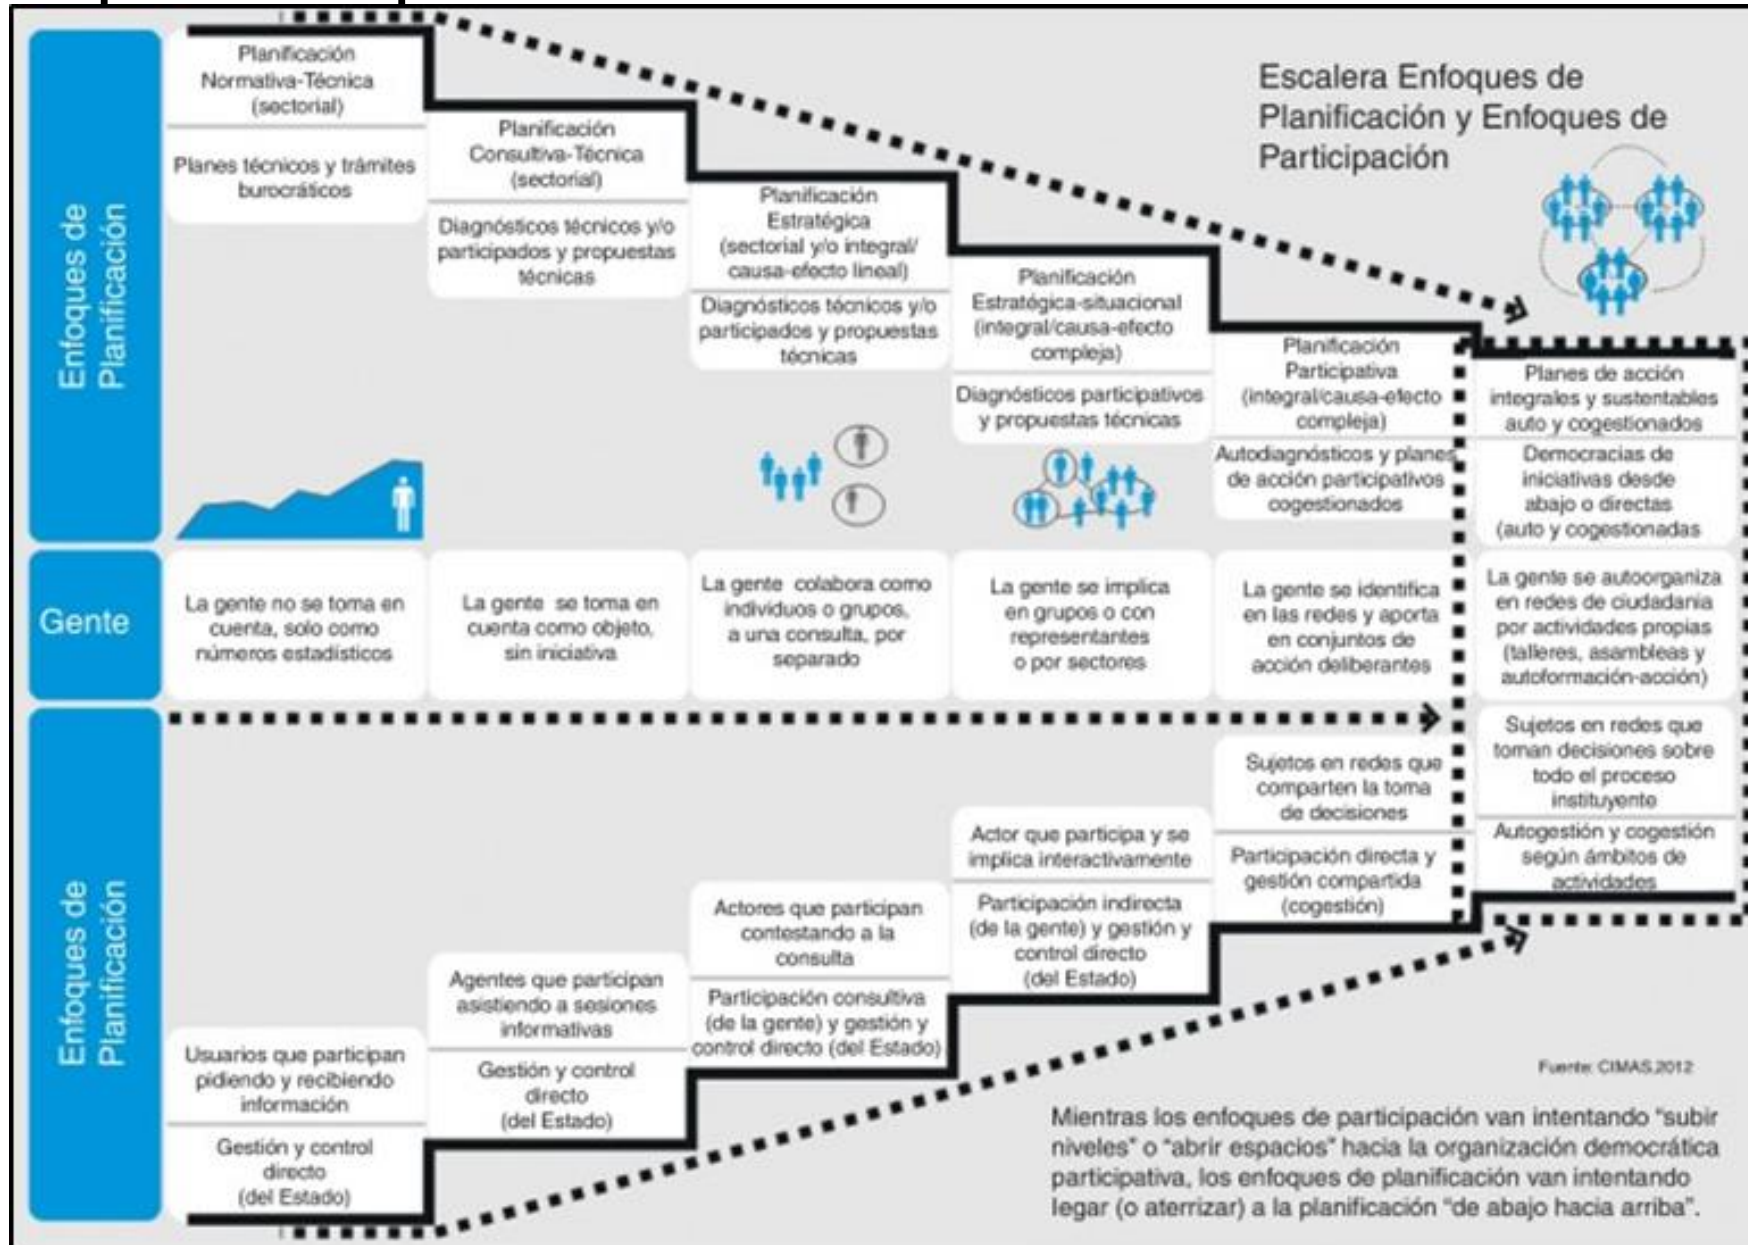 Escalera Enfoques de
Planificación y Enfoques de
Participación
Enfoques de
Planificación
Planificación
Normativa-Técnica
(sectorial)
Planes técnicos y trámites
burocráticos
Planificación
Consultiva-Técnica
(sectorial)
Diagnósticos técnicos y/o
participados y propuestas
técnicas
Planificación
Estratégica
(sectorial y/o integral/
causa-efecto lineal)
Diagnósticos técnicos y/o
participados y propuestas
técnicas
Planificación
Estratégica-situacional
(integral/causa-efecto
compleja)
Diagnósticos participativos
y propuestas técnicas
Planificación
Participativa
(integral/causa-efecto
compleja)
Autodiagnósticos y planes
de acción participativos
cogestionados
Planes de acción
integrales y sustentables
auto y cogestionados
Democracias de
iniciativas desde
abajo o directas
(auto y cogestionadas
Gente
La gente no se toma en
cuenta, solo como
números estadísticos
La gente se toma en
cuenta como objeto,
sin iniciativa
La gente colabora como
individuos o grupos,
a una consulta, por
separado
La gente se implica
en grupos o con
representantes
o por sectores
La gente se identifica
en las redes y aporta
en conjuntos de
acción deliberantes
La gente se autoorganiza
en redes de ciudadanía
por actividades propias
(talleres, asambleas y
autoformación-acción)
Enfoques de
Planificación
Usuarios que participan
pidiendo y recibiendo
información
Gestión y control
directo
(del Estado)
Agentes que participan
asistiendo a sesiones
informativas
Gestión y control
directo
(del Estado)
Actores que participan
contestando a la
consulta
Participación consultiva
(de la gente) y gestión y
control directo (del Estado)
Actor que participa y se
implica interactivamente
Participación indirecta
(de la gente) y gestión y
control directo
(del Estado)
Sujetos en redes que
comparten la toma
de decisiones
Participación directa y
gestión compartida
(cogestión)
Sujetos en redes que
toman decisiones sobre
todo el proceso
instituyente
Autogestión y cogestión
según ámbitos de
actividades
Fuente: CIMAS,2012
Mientras los enfoques de participación van intentando "subir
niveles" o "abrir espacios" hacia la organización democrática
participativa, los enfoques de planificación van intentando
legar (o aterrizar) a la planificación "de abajo hacia arriba".